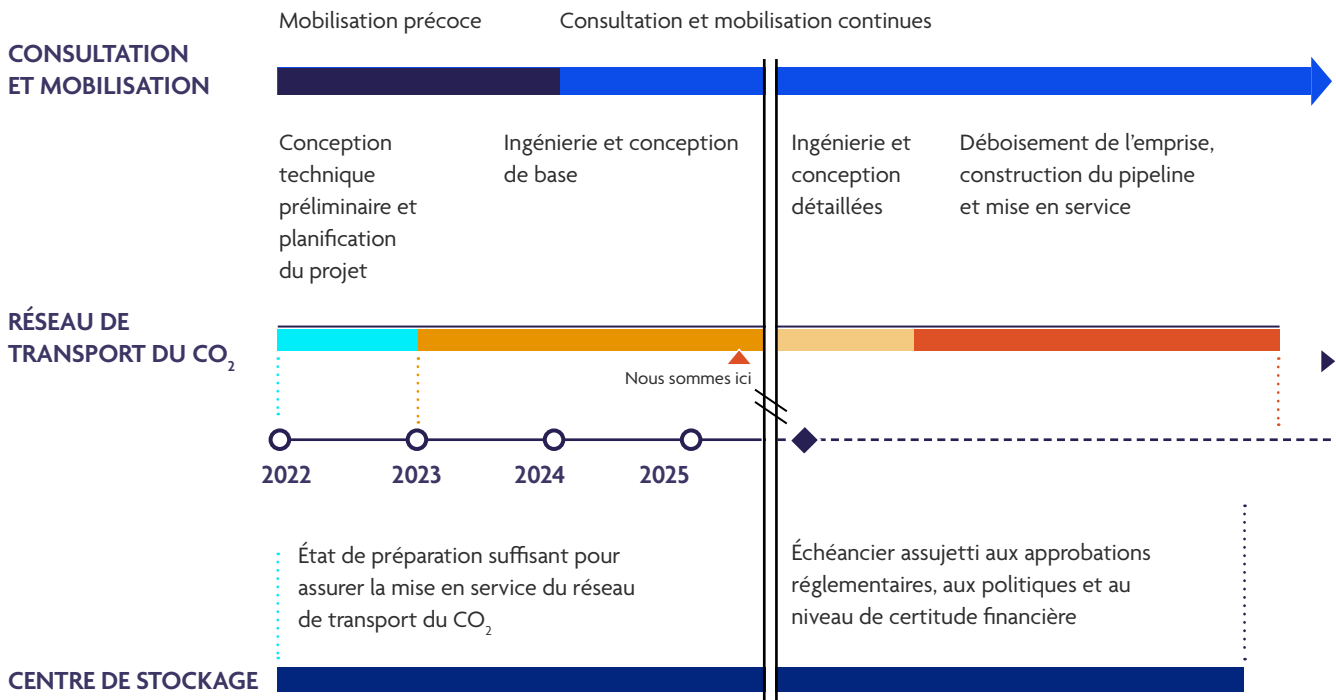 Mobilisation précoce
Consultation et mobilisation continues
CONSULTATION
ET MOBILISATION
Conception
technique
préliminaire et
planification
du projet
Ingénierie et conception
de base
Ingénierie et
conception
détaillées
Déboisement de l’emprise,
construction du pipeline
et mise en service
RÉSEAU DE
TRANSPORT DU CO₂
Nous sommes ici
2022
2023
2024
2025
État de préparation suffisant pour
assurer la mise en service du réseau
de transport du CO₂
Échéancier assujetti aux approbations
réglementaires, aux politiques et au
niveau de certitude financière
CENTRE DE STOCKAGE